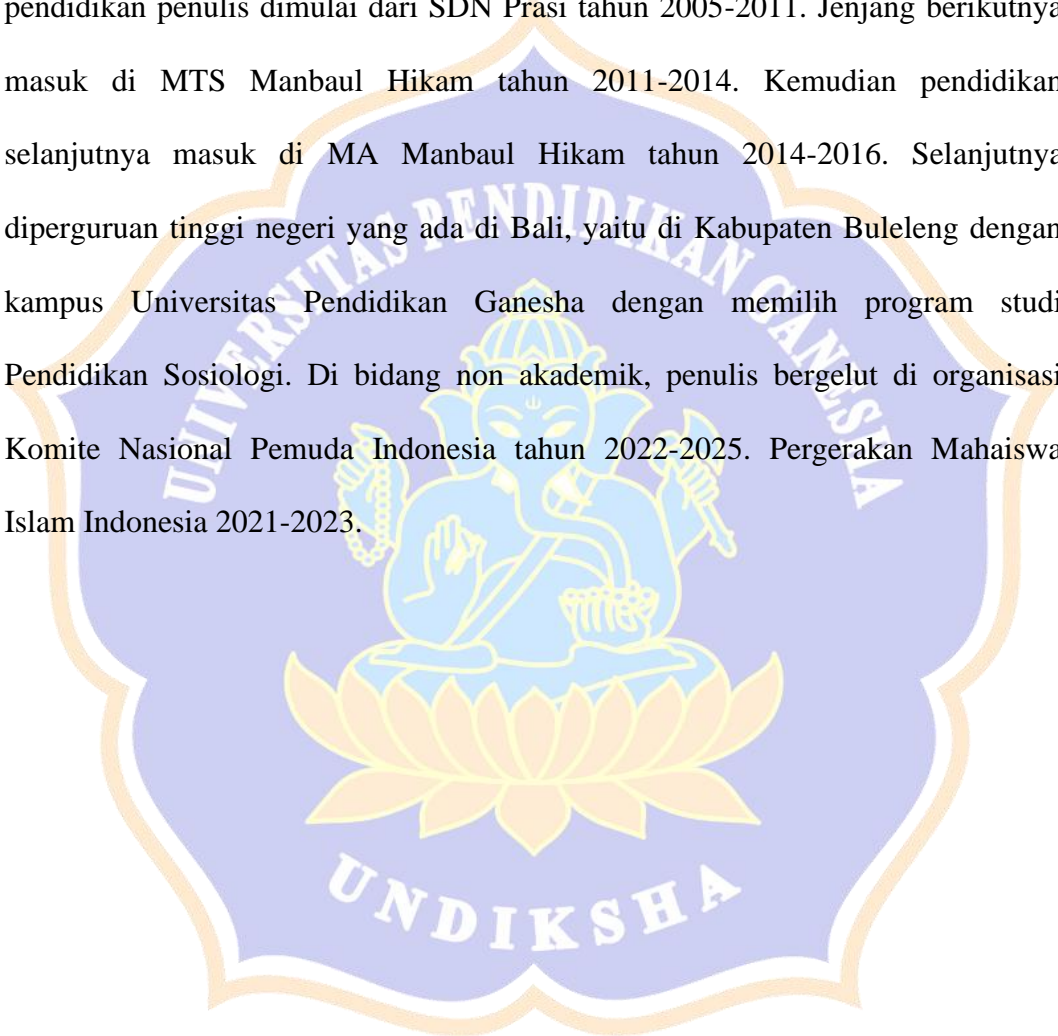 pendidikan penulis dimulai dari SDN Prasi tahun 2005-2011. Jenjang berikutnya
masuk di MTS Manbaul Hikam tahun 2011-2014. Kemudian pendidikan
selanjutnya masuk di MA Manbaul Hikam tahun 2014-2016. Selanjutnya
diperguruan tinggi negeri yang ada di Bali, yaitu di Kabupaten Buleleng dengan
kampus Universitas Pendidikan Ganesha dengan memilih program studi
Pendidikan Sosiologi. Di bidang non akademik, penulis bergelut di organisasi
Komite Nasional Pemuda Indonesia tahun 2022-2025. Pergerakan Mahaiswa
Islam Indonesia 2021-2023.
UNIVERSITAS PENDIDIKAN GANESHA
UNDIKSHA